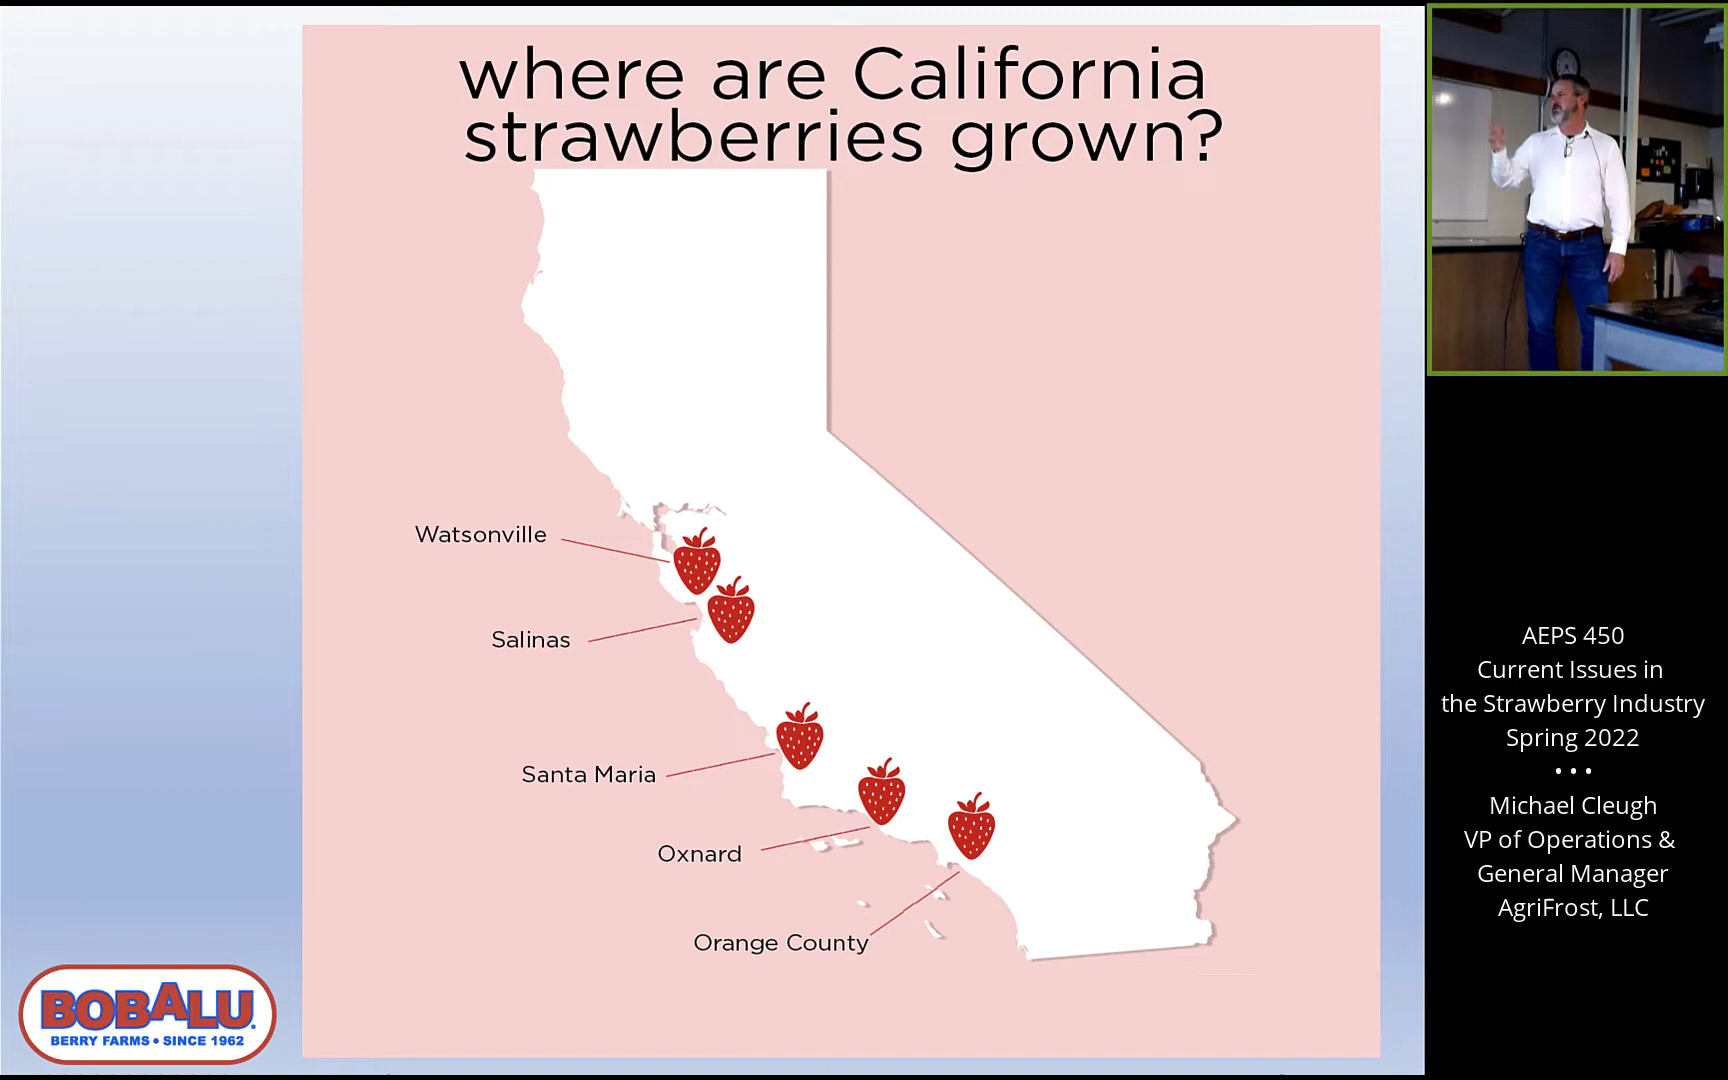 where are California
strawberries grown?
Watsonville
Salinas
Santa Maria
Oxnard
Orange County
BOBALU.
BERRY FARMS • SINCE 1962
AEPS 450
Current Issues in
the Strawberry Industry
Spring 2022
• • •
Michael Cleugh
VP of Operations &
General Manager
AgriFrost, LLC